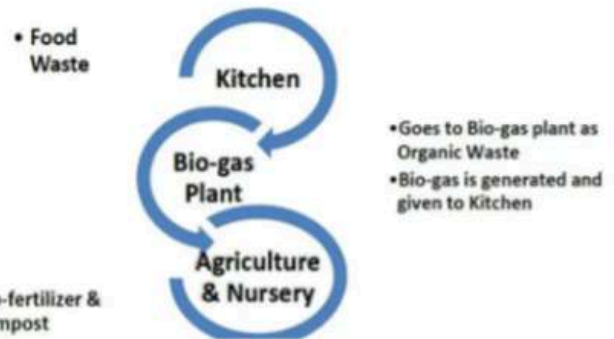 • Food
Waste
Kitchen
•Goes to Bio-gas plant as
Organic Waste
•Bio-gas is generated and
given to Kitchen
Bio-gas
Plant
Agriculture
& Nursery
-fertilizer &